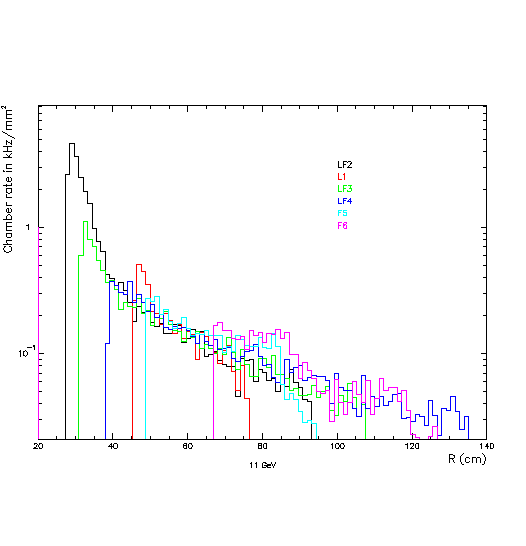 Chamber rate in kHz/mm²
LF2
L1
LF3
LF4
F5
F6
1
10⁻¹
20 40 60 80 100 120 140
11 GeV
R (cm)